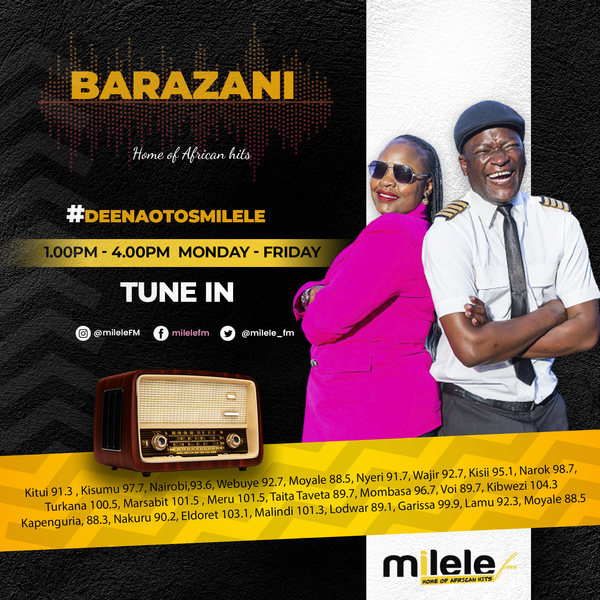 BARAZANI
Home of African hits
#DEENAOTOSMILELE
1.00PM - 4.00PM MONDAY - FRIDAY
TUNE IN
@mileleFM milelefm @milele_fm
Kitui 91.3 , Kisumu 97.7, Nairobi,93.6, Webuye 92.7, Moyale 88.5, Nyeri 91.7, Wajir 92.7, Kisii 95.1, Narok 98.7,
Turkana 100.5, Marsabit 101.5 , Meru 101.5, Taita Taveta 89.7, Mombasa 96.7, Voi 89.7, Kibwezi 104.3
Kapenguria, 88.3, Nakuru 90.2, Eldoret 103.1, Malindi 101.3, Lodwar 89.1, Garissa 99.9, Lamu 92.3, Moyale 88.5
milele
HOME OF AFRICAN HITS